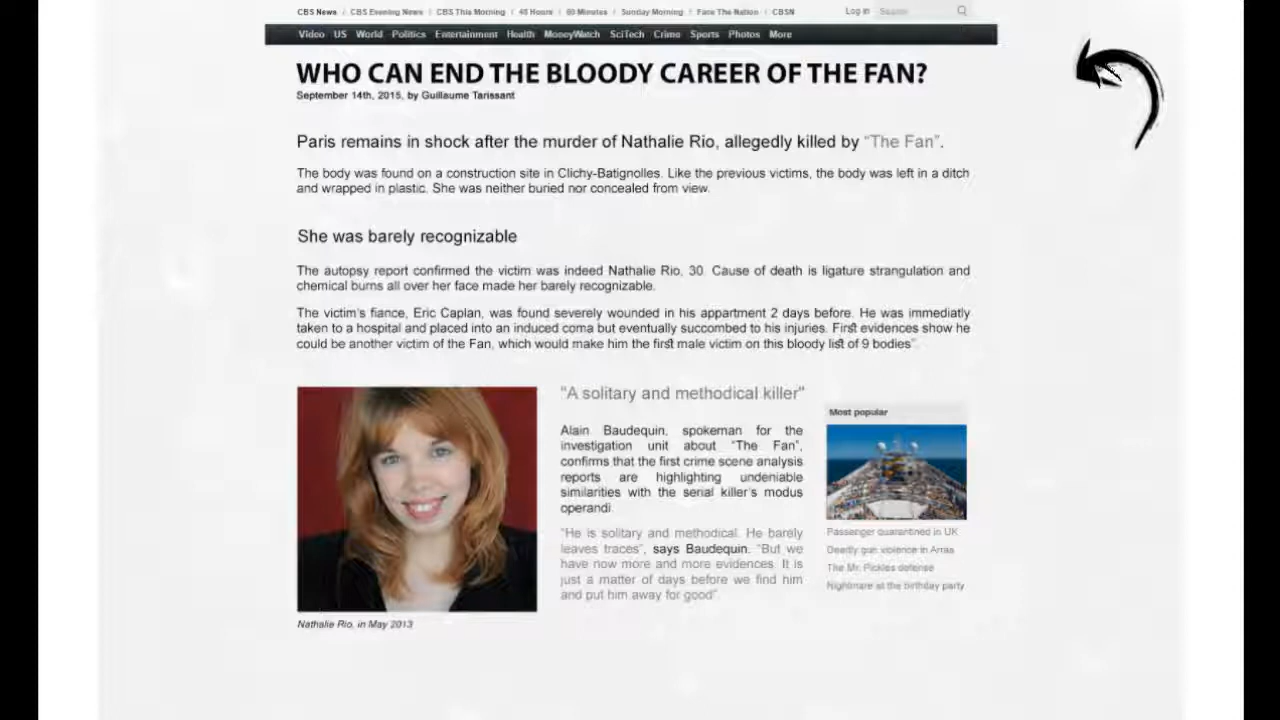 CBS News / CBS Evening News / CBS This Morning / 48 Hours / 60 Minutes / Sunday Morning / Face The Nation / CBSN Log in Search
Video US World Politics Entertainment Health MoneyWatch SciTech Crime Sports Photos More
WHO CAN END THE BLOODY CAREER OF THE FAN?
September 14th, 2015, by Guillaume Tarissant
Paris remains in shock after the murder of Nathalie Rio, allegedly killed by “The Fan”.
The body was found on a construction site in Clichy-Batignolles. Like the previous victims, the body was left in a ditch
and wrapped in plastic. She was neither buried nor concealed from view.
She was barely recognizable
The autopsy report confirmed the victim was indeed Nathalie Rio, 30. Cause of death is ligature strangulation and
chemical burns all over her face made her barely recognizable.
The victim’s fiance, Eric Caplan, was found severely wounded in his appartment 2 days before. He was immediatly
taken to a hospital and placed into an induced coma but eventually succombed to his injuries. First evidences show he
could be another victim of the Fan, which would make him the first male victim on this bloody list of 9 bodies”.
"A solitary and methodical killer"
Alain Baudequin, spokeman for the
investigation unit about “The Fan”,
confirms that the first crime scene analysis
reports are highlighting undeniable
similarities with the serial killer’s modus
operandi.
“He is solitary and methodical. He barely
leaves traces”, says Baudequin. “But we
have now more and more evidences. It is
just a matter of days before we find him
and put him away for good”.
Most popular
Passenger quarantined in UK
Deadly gun violence in Arras
The Mr. Pickles defense
Nightmare at the birthday party
Nathalie Rio, in May 2013